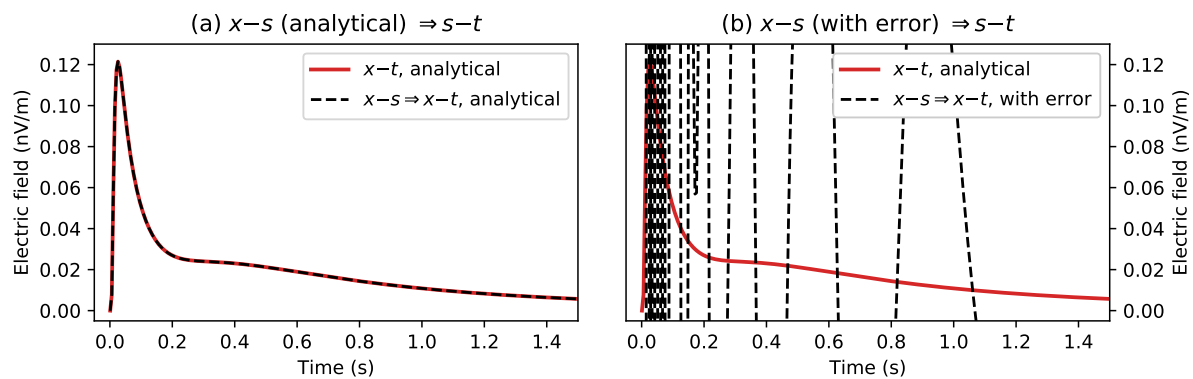 (a) x−s (analytical) ⇒s−t
Electric field (nV/m)
0.12
0.10
0.08
0.06
0.04
0.02
0.00
x−t, analytical
x−s⇒x−t, analytical
0.0 0.2 0.4 0.6 0.8 1.0 1.2 1.4
Time (s)
(b) x−s (with error) ⇒s−t
x−t, analytical
x−s⇒x−t, with error
0.12
0.10
0.08
0.06
0.04
0.02
0.00
Electric field (nV/m)
0.0 0.2 0.4 0.6 0.8 1.0 1.2 1.4
Time (s)